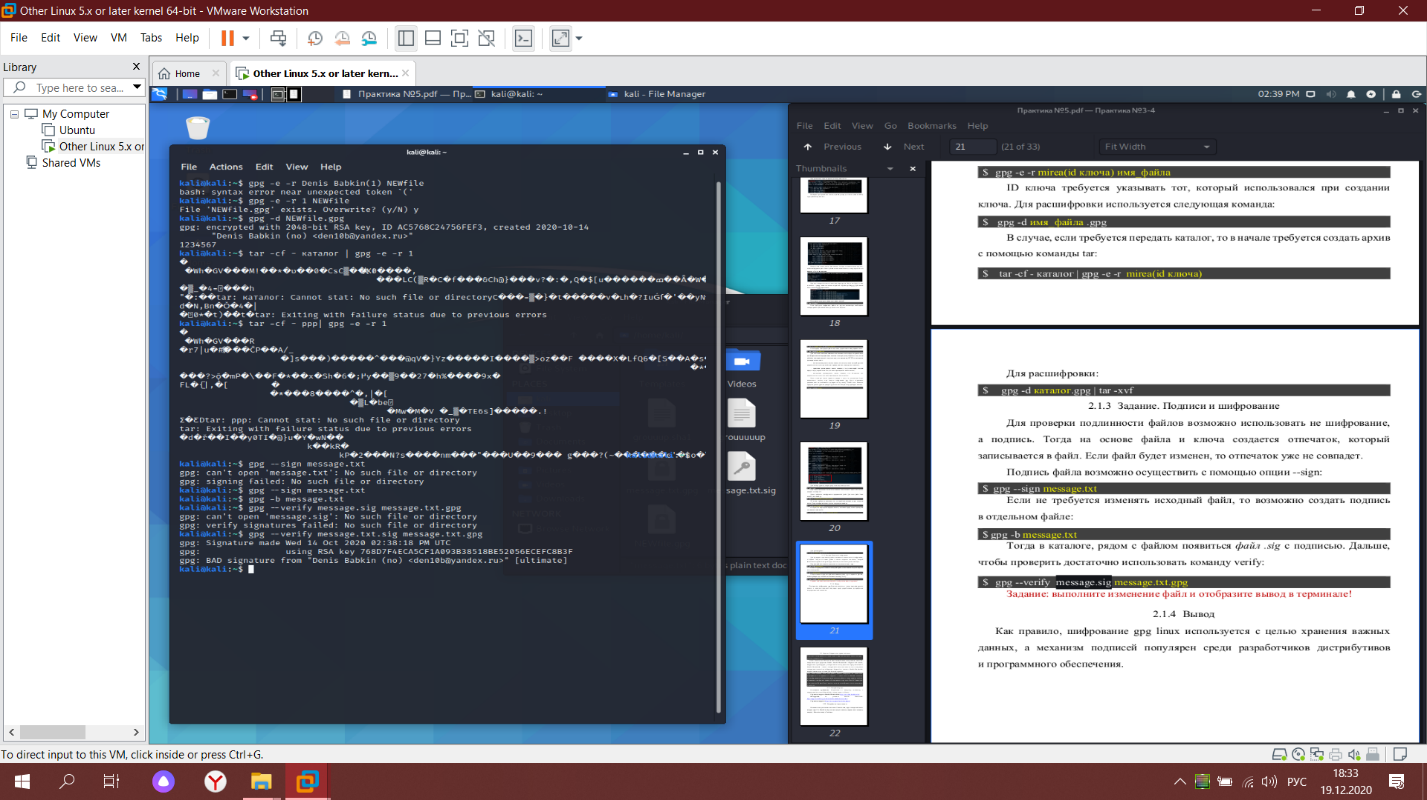 Other Linux 5.x or later kernel 64-bit - VMware Workstation
File Edit View VM Tabs Help
Library
Type here to sea...
My Computer
Ubuntu
Other Linux 5.x or
Shared VMs
Home
Other Linux 5.x or later kern...
Практика №5.pdf — Пр...
kali@kali: ~
kali - File Manager
02:39 PM
kali@kali: ~
File Actions Edit View Help
kali@kali:~$ gpg -e -r Denis Babkin(1) NEWfile
bash: syntax error near unexpected token `('
kali@kali:~$ gpg -e -r 1 NEWfile
File 'NEWfile.gpg' exists. Overwrite? (y/N) y
kali@kali:~$ gpg -d NEWfile.gpg
gpg: encrypted with 2048-bit RSA key, ID AC5768C24756FEF3, created 2020-10-14
"Denis Babkin (no) <den10b@yandex.ru>"
1234567
kali@kali:~$ tar -cf - каталог | gpg -e -r 1
tar: каталог: Cannot stat: No such file or directory
tar: Exiting with failure status due to previous errors
kali@kali:~$ tar -cf - ppp| gpg -e -r 1
tar: ppp: Cannot stat: No such file or directory
tar: Exiting with failure status due to previous errors
kali@kali:~$ gpg --sign message.txt
gpg: can't open 'message.txt': No such file or directory
gpg: signing failed: No such file or directory
kali@kali:~$ gpg --sign message.txt
kali@kali:~$ gpg -b message.txt
kali@kali:~$ gpg --verify message.sig message.txt.gpg
gpg: can't open 'message.sig': No such file or directory
gpg: verify signatures failed: No such file or directory
kali@kali:~$ gpg --verify message.txt.sig message.txt.gpg
gpg: Signature made Wed 14 Oct 2020 02:38:18 PM UTC
gpg: using RSA key 768D7F4ECA5CF1A093B38518BE52056ECEFC8B3F
gpg: BAD signature from "Denis Babkin (no) <den10b@yandex.ru>" [ultimate]
kali@kali:~$
Videos
rouuuuup
sage.txt.sig
plain text doc
Практика №5.pdf — Практика №3-4
File Edit View Go Bookmarks Help
Previous Next 21 (21 of 33) Fit Width
Thumbnails
17
18
19
20
21
22
$ gpg -e -r mirea(id ключа) имя_файла
ID ключа требуется указывать тот, который использовался при создании
ключа. Для расшифровки используется следующая команда:
$ gpg -d имя_файла .gpg
В случае, если требуется передать каталог, то в начале требуется создать архив
с помощью команды tar:
$ tar -cf - каталог | gpg -e -r mirea(id ключа)
Для расшифровки:
$ gpg -d каталог.gpg | tar -xvf
2.1.3 Задание. Подписи и шифрование
Для проверки подлинности файлов возможно использовать не шифрование,
а подпись. Тогда на основе файла и ключа создается отпечаток, который
записывается в файл. Если файл будет изменен, то отпечаток уже не совпадет.
Подпись файла возможно осуществить с помощью опции --sign:
$ gpg --sign message.txt
Если не требуется изменять исходный файл, то возможно создать подпись
в отдельном файле:
$ gpg -b message.txt
Тогда в каталоге, рядом с файлом появиться файл .sig с подписью. Дальше,
чтобы проверить достаточно использовать команду verify:
$ gpg --verify message.sig message.txt.gpg
Задание: выполните изменение файл и отобразите вывод в терминале!
2.1.4 Вывод
Как правило, шифрование gpg linux используется с целью хранения важных
данных, а механизм подписей популярен среди разработчиков дистрибутивов
и программного обеспечения.
To direct input to this VM, click inside or press Ctrl+G.
РУС
18:33
19.12.2020